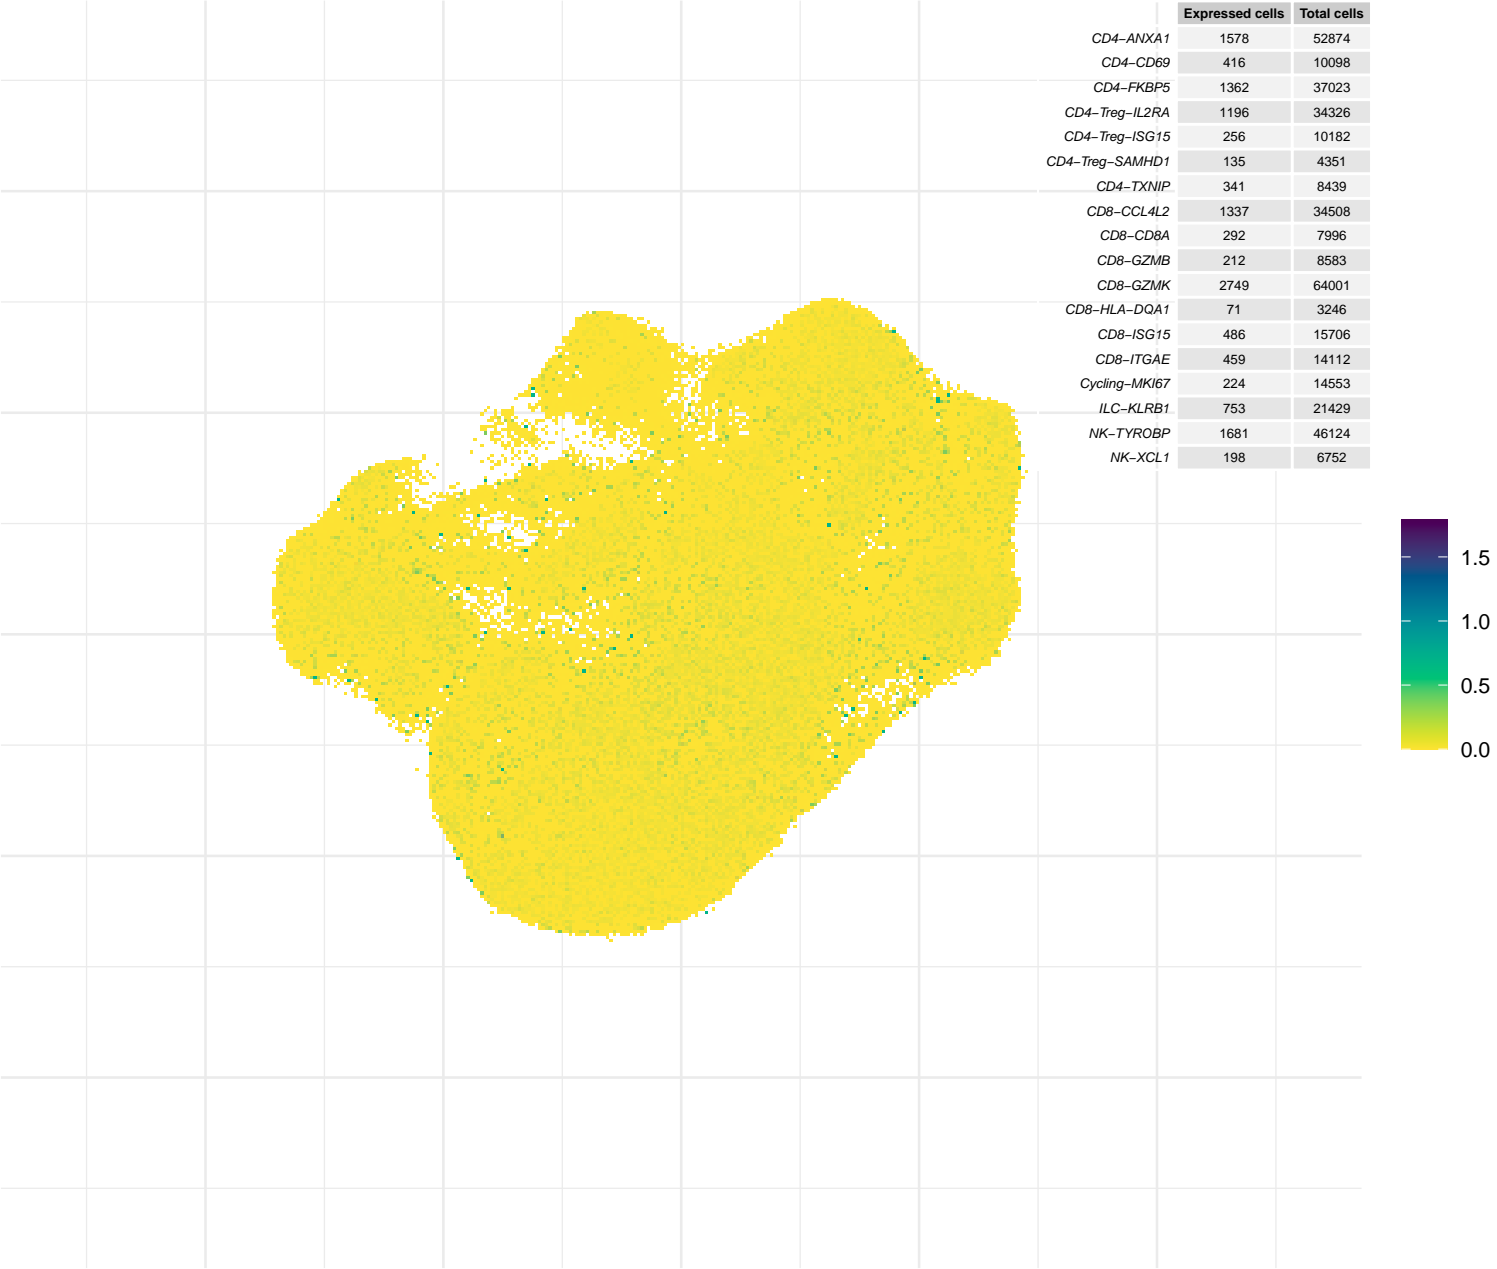 Expressed cells Total cells
CD4−ANXA1 1578 52874
CD4−CD69 416 10098
CD4−FKBP5 1362 37023
CD4−Treg−IL2RA 1196 34326
CD4−Treg−ISG15 256 10182
CD4−Treg−SAMHD1 135 4351
CD4−TXNIP 341 8439
CD8−CCL4L2 1337 34508
CD8−CD8A 292 7996
CD8−GZMB 212 8583
CD8−GZMK 2749 64001
CD8−HLA−DQA1 71 3246
CD8−ISG15 486 15706
CD8−ITGAE 459 14112
Cycling−MKI67 224 14553
ILC−KLRB1 753 21429
NK−TYROBP 1681 46124
NK−XCL1 198 6752
1.5
1.0
0.5
0.0